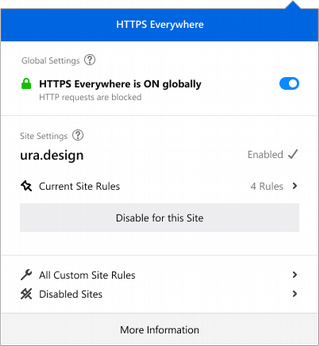 HTTPS Everywhere
Global Settings ?
HTTPS Everywhere is ON globally
HTTP requests are blocked
Site Settings ?
ura.design Enabled
Current Site Rules 4 Rules
Disable for this Site
All Custom Site Rules
Disabled Sites
More Information